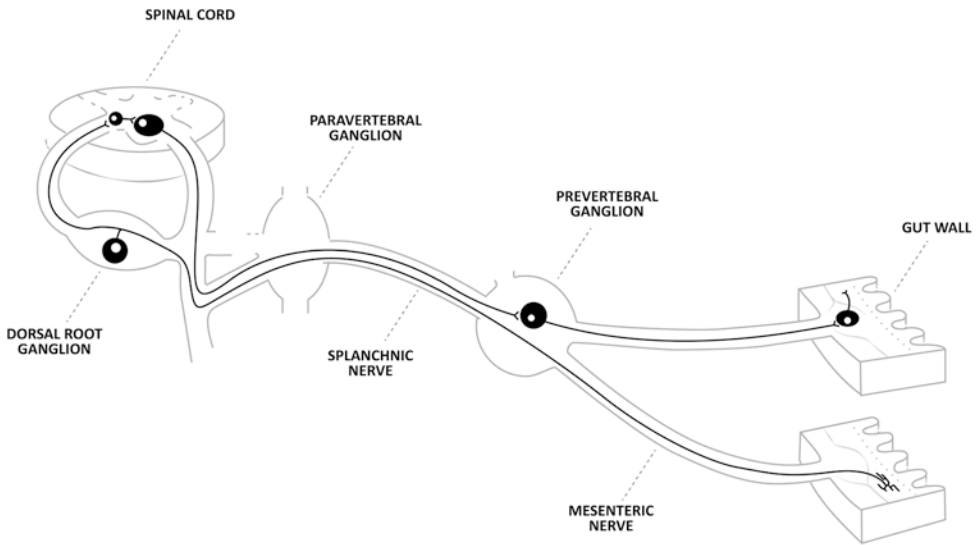 SPINAL CORD
PARAVERTEBRAL
GANGLION
PREVERTEBRAL
GANGLION
GUT WALL
DORSAL ROOT
GANGLION
SPLANCHNIC
NERVE
MESENTERIC
NERVE